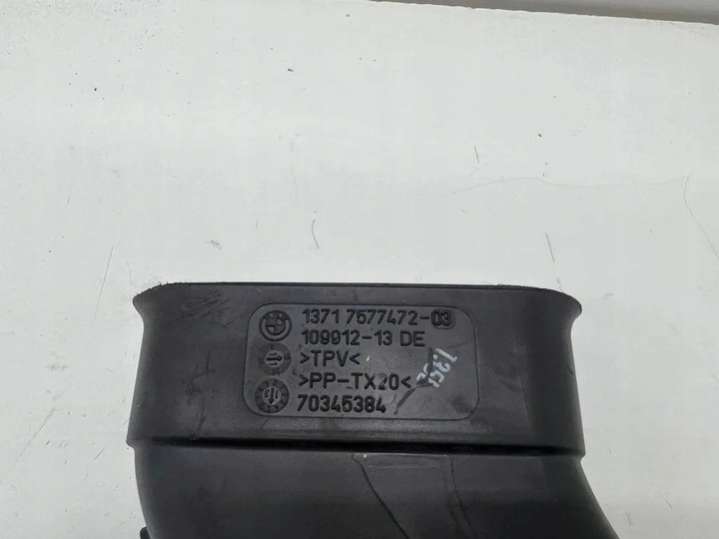 1371 7577472-03
109912-13 DE
>TPV<
>PP-TX20<
70345384